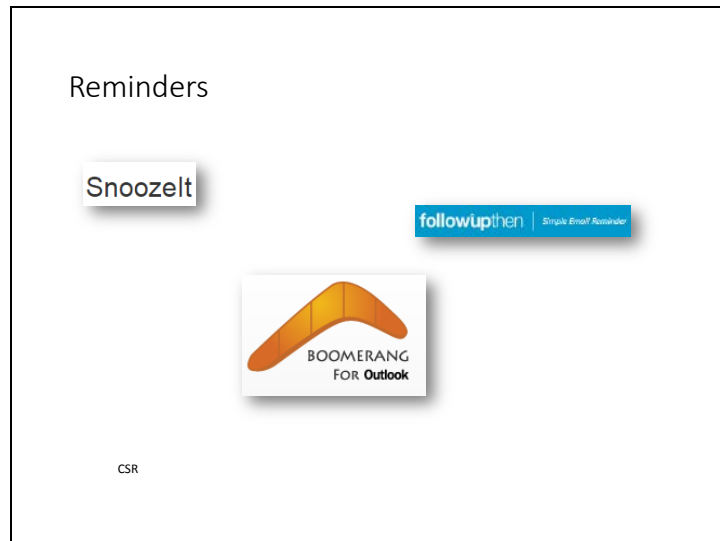 Reminders
SnoozeIt
followupthen | Simple Email Reminder
BOOMERANG
FOR Outlook
CSR